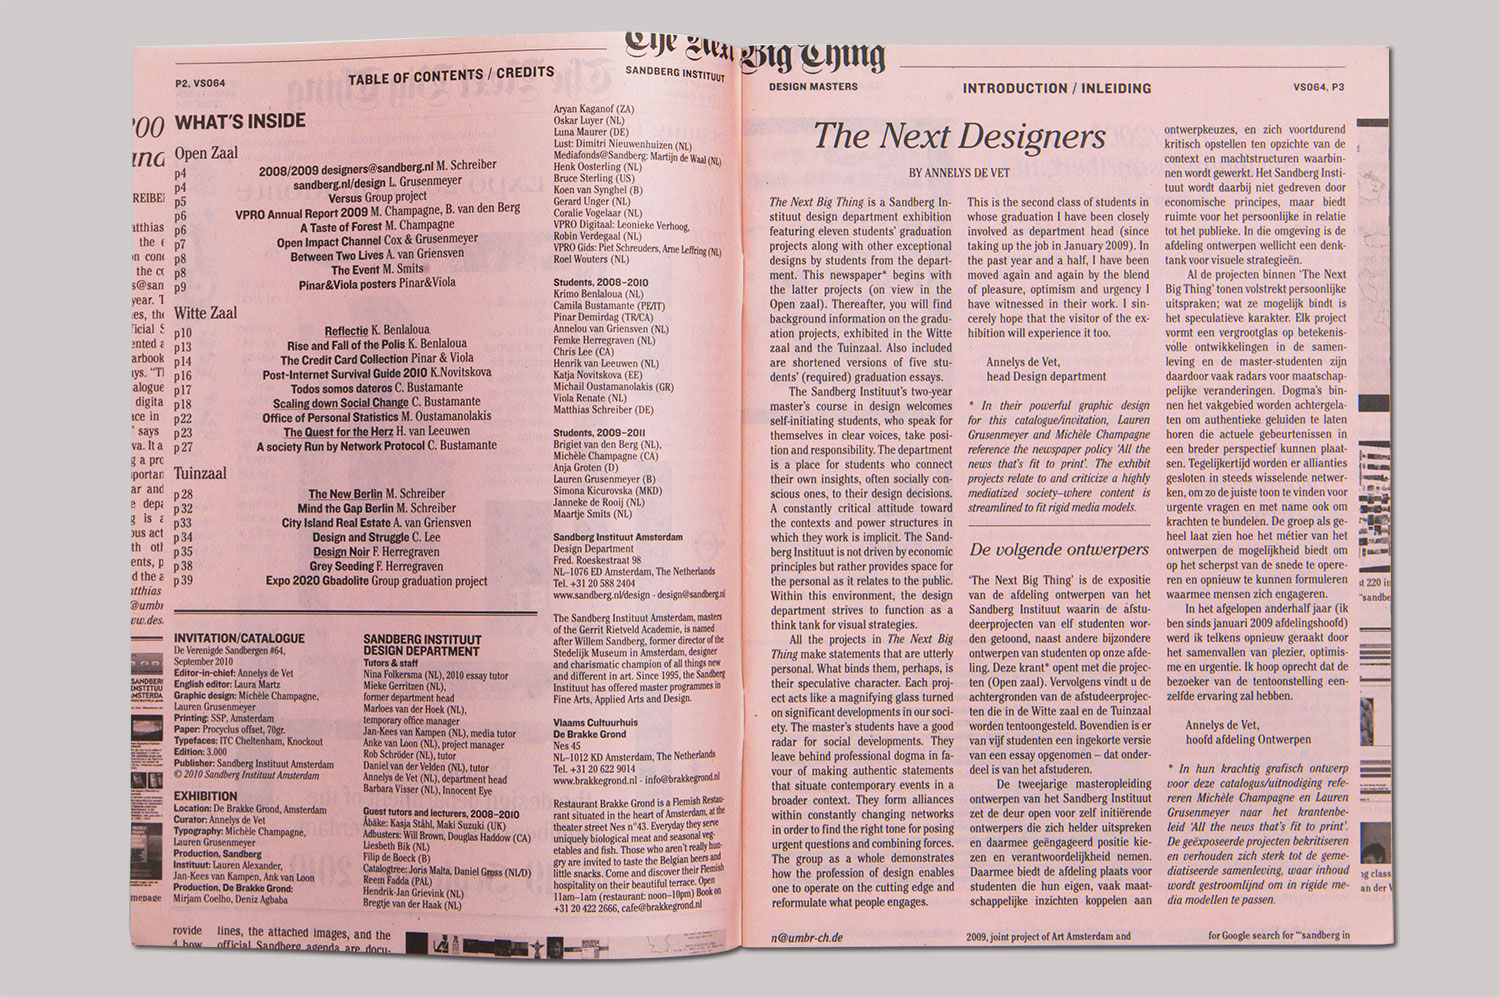 The Next Big Thing
P2, VS064
TABLE OF CONTENTS / CREDITS
SANDBERG INSTITUUT
WHAT'S INSIDE
Open Zaal
p4 2008/2009 designers@sandberg.nl M. Schreiber
p4 sandberg.nl/design L. Grusenmeyer
p5 Versus Group project
p6 VPRO Annual Report 2009 M. Champagne, B. van den Berg
p6 A Taste of Forest M. Champagne
p7 Open Impact Channel Cox & Grusenmeyer
p8 Between Two Lives A. van Griensven
p8 The Event M. Smits
p9 Pinar&Viola posters Pinar&Viola
Witte Zaal
p10 Reflectie K. Benlaloua
p13 Rise and Fall of the Polis K. Benlaloua
p14 The Credit Card Collection Pinar & Viola
p16 Post-Internet Survival Guide 2010 K.Novitskova
p17 Todos somos dateros C. Bustamante
p18 Scaling down Social Change C. Bustamante
p22 Office of Personal Statistics M. Oustamanolakis
p23 The Quest for the Herz H. van Leeuwen
p27 A society Run by Network Protocol C. Bustamante
Tuinzaal
p28 The New Berlin M. Schreiber
p32 Mind the Gap Berlin M. Schreiber
p33 City Island Real Estate A. van Griensven
p34 Design and Struggle C. Lee
p35 Design Noir F. Herregraven
p38 Grey Seeding F. Herregraven
p39 Expo 2020 Gbadolite Group graduation project
INVITATION/CATALOGUE
De Verenigde Sandbergen #64,
September 2010
Editor-in-chief: Annelys de Vet
English editor: Laura Martz
Graphic design: Michèle Champagne,
Lauren Grusenmeyer
Printing: SSP, Amsterdam
Paper: Procyclus offset, 70gr.
Typefaces: ITC Cheltenham, Knockout
Edition: 3.000
Publisher: Sandberg Instituut Amsterdam
© 2010 Sandberg Instituut Amsterdam
EXHIBITION
Location: De Brakke Grond, Amsterdam
Curator: Annelys de Vet
Typography: Michèle Champagne,
Lauren Grusenmeyer
Production, Sandberg
Instituut: Lauren Alexander,
Jan-Kees van Kampen, Ank van Loon
Production, De Brakke Grond:
Mirjam Coelho, Deniz Agbaba
SANDBERG INSTITUUT
DESIGN DEPARTMENT
Tutors & staff
Nina Folkersma (NL), 2010 essay tutor
Mieke Gerritzen (NL),
former department head
Marloes van der Hoek (NL),
temporary office manager
Jan-Kees van Kampen (NL), media tutor
Anke van Loon (NL), project manager
Rob Schröder (NL), tutor
Daniel van der Velden (NL), tutor
Annelys de Vet (NL), department head
Barbara Visser (NL), Innocent Eye
Guest tutors and lecturers, 2008–2010
Åbäke: Kasja Ståhl, Maki Suzuki (UK)
Adbusters: Will Brown, Douglas Haddow (CA)
Liesbeth Bik (NL)
Filip de Boeck (B)
Catalogtree: Joris Malta, Daniel Gross (NL/D)
Reem Fadda (PAL)
Hendrik-Jan Grievink (NL)
Bregtje van der Haak (NL)
Aryan Kaganof (ZA)
Oskar Luyer (NL)
Luna Maurer (DE)
Lust: Dimitri Nieuwenhuizen (NL)
Mediafonds@Sandberg: Martijn de Waal (NL)
Henk Oosterling (NL)
Bruce Sterling (US)
Koen van Synghel (B)
Gerard Unger (NL)
Coralie Vogelaar (NL)
VPRO Digitaal: Leonieke Verhoog,
Robin Verdegaal (NL)
VPRO Gids: Piet Schreuders, Arne Leffring (NL)
Roel Wouters (NL)
Students, 2008–2010
Krimo Benlaloua (NL)
Camila Bustamante (PE/IT)
Pinar Demirdag (TR/CA)
Annelou van Griensven (NL)
Femke Herregraven (NL)
Chris Lee (CA)
Henrik van Leeuwen (NL)
Katja Novitskova (EE)
Michail Oustamanolakis (GR)
Viola Renate (NL)
Matthias Schreiber (DE)
Students, 2009–2011
Brigiet van den Berg (NL),
Michèle Champagne (CA)
Anja Groten (D)
Lauren Grusenmeyer (B)
Simona Kicurovska (MKD)
Janneke de Rooij (NL)
Maartje Smits (NL)
Sandberg Instituut Amsterdam
Design Department
Fred. Roeskestraat 98
NL–1076 ED Amsterdam, The Netherlands
Tel. +31 20 588 2404
www.sandberg.nl/design - design@sandberg.nl
The Sandberg Instituut Amsterdam, masters
of the Gerrit Rietveld Academie, is named
after Willem Sandberg, former director of the
Stedelijk Museum in Amsterdam, designer
and charismatic champion of all things new
and different in art. Since 1995, the Sandberg
Instituut has offered master programmes in
Fine Arts, Applied Arts and Design.
Vlaams Cultuurhuis
De Brakke Grond
Nes 45
NL–1012 KD Amsterdam, The Netherlands
Tel. +31 20 622 9014
www.brakkegrond.nl - info@brakkegrond.nl
Restaurant Brakke Grond is a Flemish Restau-
rant situated in the heart of Amsterdam, at the
theater street Nes n°43. Everyday they serve
uniquely biological meat and seasonal veg-
etables and fish. Those who aren't really hun-
gry are invited to taste the Belgian beers and
little snacks. Come and discover their Flemish
hospitality on their beautiful terrace. Open
11am–1am (restaurant: noon–10pm) Book on
+31 20 422 2666, cafe@brakkegrond.nl
lines, the attached images, and the
official Sandberg agenda are docu-
DESIGN MASTERS
INTRODUCTION / INLEIDING
VS064, P3
The Next Designers
BY ANNELYS DE VET
The Next Big Thing is a Sandberg In-
stituut design department exhibition
featuring eleven students' graduation
projects along with other exceptional
designs by students from the depart-
ment. This newspaper* begins with
the latter projects (on view in the
Open zaal). Thereafter, you will find
background information on the gradu-
ation projects, exhibited in the Witte
zaal and the Tuinzaal. Also included
are shortened versions of five stu-
dents' (required) graduation essays.
The Sandberg Instituut's two-year
master's course in design welcomes
self-initiating students, who speak for
themselves in clear voices, take posi-
tion and responsibility. The department
is a place for students who connect
their own insights, often socially con-
scious ones, to their design decisions.
A constantly critical attitude toward
the contexts and power structures in
which they work is implicit. The Sand-
berg Instituut is not driven by economic
principles but rather provides space for
the personal as it relates to the public.
Within this environment, the design
department strives to function as a
think tank for visual strategies.
All the projects in The Next Big
Thing make statements that are utterly
personal. What binds them, perhaps, is
their speculative character. Each proj-
ect acts like a magnifying glass turned
on significant developments in our soci-
ety. The master's students have a good
radar for social developments. They
leave behind professional dogma in fa-
vour of making authentic statements
that situate contemporary events in a
broader context. They form alliances
within constantly changing networks
in order to find the right tone for posing
urgent questions and combining forces.
The group as a whole demonstrates
how the profession of design enables
one to operate on the cutting edge and
reformulate what people engages.
This is the second class of students in
whose graduation I have been closely
involved as department head (since
taking up the job in January 2009). In
the past year and a half, I have been
moved again and again by the blend
of pleasure, optimism and urgency I
have witnessed in their work. I sin-
cerely hope that the visitor of the ex-
hibition will experience it too.
Annelys de Vet,
head Design department
* In their powerful graphic design
for this catalogue/invitation, Lauren
Grusenmeyer and Michèle Champagne
reference the newspaper policy 'All the
news that's fit to print'. The exhibit
projects relate to and criticize a highly
mediatized society–where content is
streamlined to fit rigid media models.
De volgende ontwerpers
'The Next Big Thing' is de expositie
van de afdeling ontwerpen van het
Sandberg Instituut waarin de áfstu-
deerprojecten van elf studenten wor-
den getoond, naast andere bijzondere
ontwerpen van studenten op onze afde-
ling. Deze krant* opent met die projec-
ten (Open zaal). Vervolgens vindt u de
achtergronden van de afstudeerprojec-
ten die in de Witte zaal en de Tuinzaal
worden tentoongesteld. Bovendien is er
van vijf studenten een ingekorte versie
van een essay opgenomen – dat onder-
deel is van het afstuderen.
De tweejarige masteropleiding
ontwerpen van het Sandberg Instituut
zet de deur open voor zelf initiërende
ontwerpers die zich helder uitspreken
en daarmee geëngageerd positie kie-
zen en verantwoordelijkheid nemen.
Daarmee biedt de afdeling plaats voor
studenten die hun eigen, vaak maat-
schappelijke inzichten koppelen aan
ontwerpkeuzes, en zich voortdurend
kritisch opstellen ten opzichte van de
context en machtstructuren waarbin-
nen wordt gewerkt. Het Sandberg Insti-
tuut wordt daarbij niet gedreven door
economische principes, maar biedt
ruimte voor het persoonlijke in relatie
tot het publieke. In die omgeving is de
afdeling ontwerpen wellicht een denk-
tank voor visuele strategieën.
Al de projecten binnen 'The Next
Big Thing' tonen volstrekt persoonlijke
uitspraken; wat ze mogelijk bindt is
het speculatieve karakter. Elk project
vormt een vergrootglas op betekenis-
volle ontwikkelingen in de samen-
leving en de master-studenten zijn
daardoor vaak radars voor maatschap-
pelijke veranderingen. Dogma's bin-
nen het vakgebied worden achtergela-
ten om authentieke geluiden te laten
horen die actuele gebeurtenissen in
een breder perspectief kunnen plaat-
sen. Tegelijkertijd worden er allianties
gesloten in steeds wisselende netwer-
ken, om zo de juiste toon te vinden voor
urgente vragen en met name ook om
krachten te bundelen. De groep als ge-
heel laat zien hoe het métier van het
ontwerpen de mogelijkheid biedt om
op het scherpst van de snede te opere-
ren en opnieuw te kunnen formuleren
waarmee mensen zich engageren.
In het afgelopen anderhalf jaar (ik
ben sinds januari 2009 afdelingshoofd)
werd ik telkens opnieuw geraakt door
het samenvallen van plezier, optimis-
me en urgentie. Ik hoop oprecht dat de
bezoeker van de tentoonstelling een-
zelfde ervaring zal hebben.
Annelys de Vet,
hoofd afdeling Ontwerpen
* In hun krachtig grafisch ontwerp
voor deze catalogus/uitnodiging refe-
reren Michèle Champagne en Lauren
Grusenmeyer naar het krantenbe-
leid 'All the news that's fit to print'.
De geëxposeerde projecten bekritiseren
en verhouden zich sterk tot de geme-
diatiseerde samenleving, waar inhoud
wordt gestroomlijnd om in rigide me-
dia modellen te passen.
n@umbr-ch.de
2009, joint project of Art Amsterdam and
for Google search for "'sandberg in